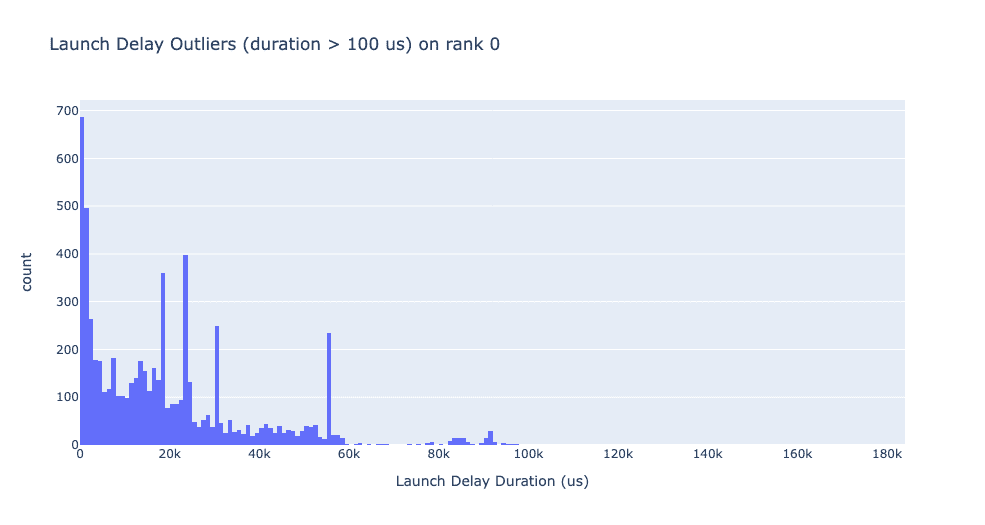 Launch Delay Outliers (duration > 100 us) on rank 0
700
600
500
400
300
200
100
0
count
0 20k 40k 60k 80k 100k 120k 140k 160k 180k
Launch Delay Duration (us)